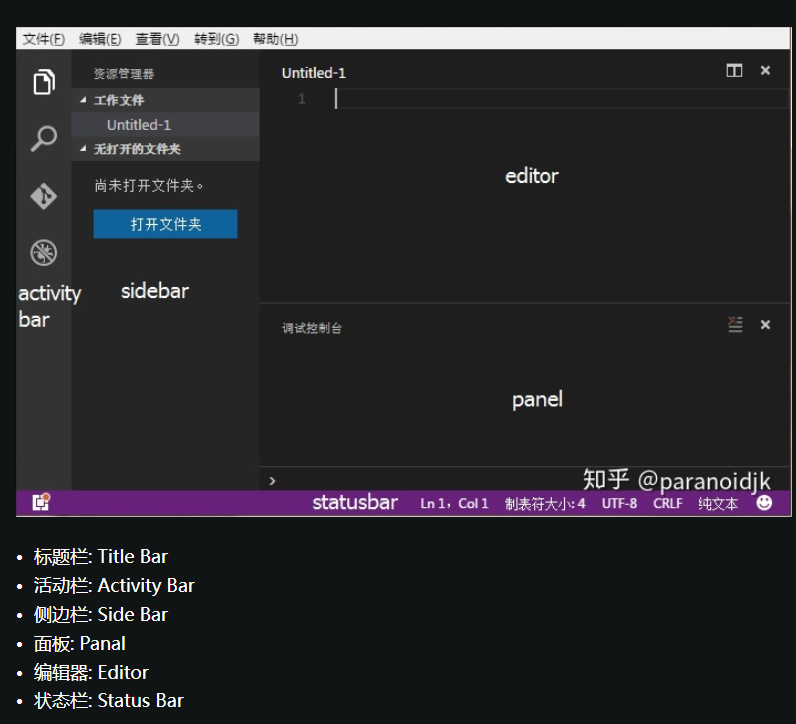 文件(F) 编辑(E) 查看(V) 转到(G) 帮助(H)
资源管理器
工作文件
Untitled-1
无打开的文件夹
尚未打开文件夹。
打开文件夹
activity
bar
sidebar
Untitled-1
1
editor
调试控制台
panel
知乎 @paranoidjk
statusbar Ln 1，Col 1 制表符大小: 4 UTF-8 CRLF 纯文本
• 标题栏: Title Bar
• 活动栏: Activity Bar
• 侧边栏: Side Bar
• 面板: Panal
• 编辑器: Editor
• 状态栏: Status Bar